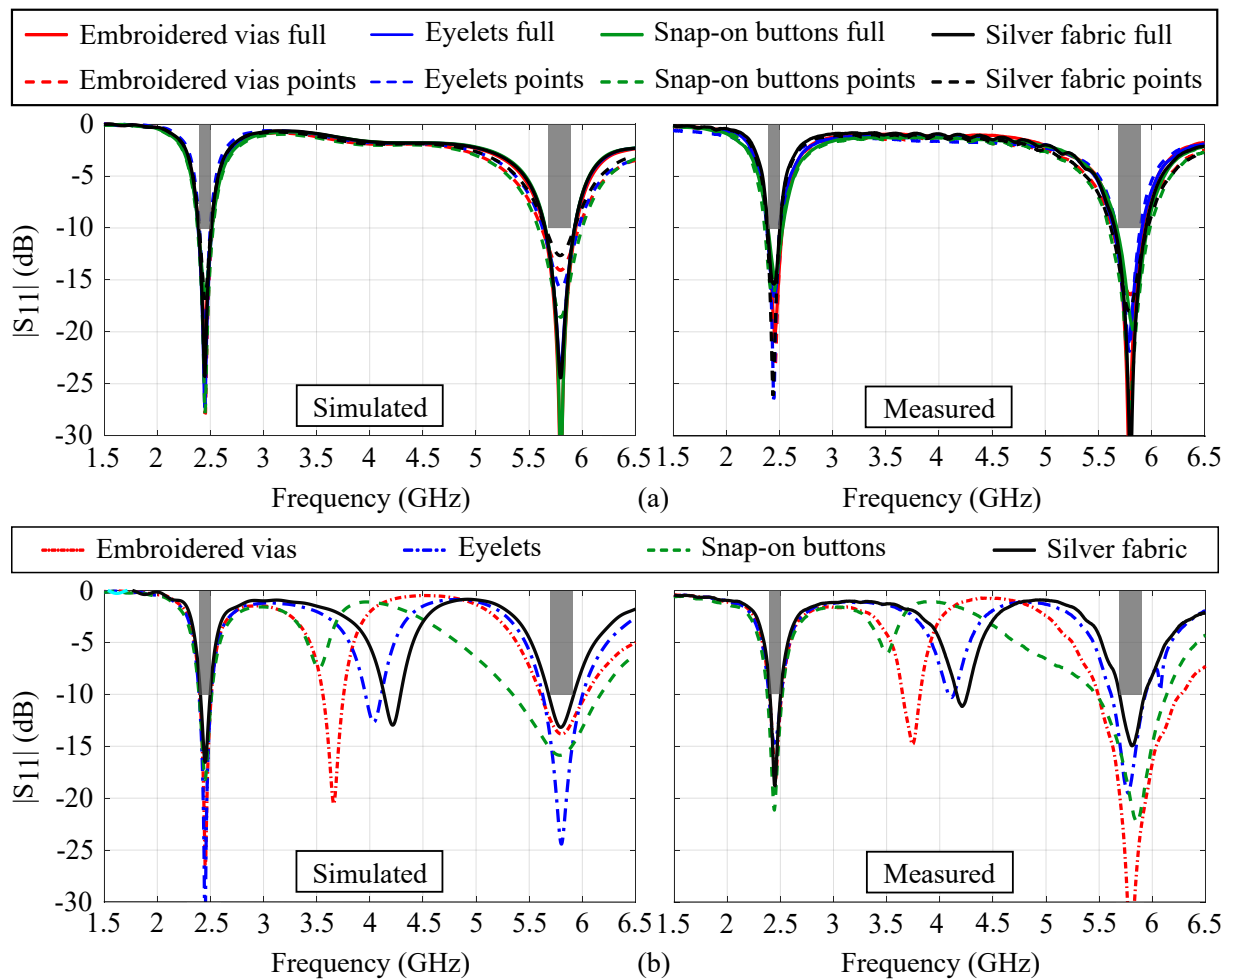 Embroidered vias full Eyelets full Snap-on buttons full Silver fabric full
Embroidered vias points Eyelets points Snap-on buttons points Silver fabric points
|S11| (dB)
0
-5
-10
-15
-20
-25
-30
Simulated
Measured
1.5 2 2.5 3 3.5 4 4.5 5 5.5 6 6.5 1.5 2 2.5 3 3.5 4 4.5 5 5.5 6 6.5
Frequency (GHz) (a) Frequency (GHz)
Embroidered vias Eyelets Snap-on buttons Silver fabric
|S11| (dB)
0
-5
-10
-15
-20
-25
-30
Simulated
Measured
1.5 2 2.5 3 3.5 4 4.5 5 5.5 6 6.5 1.5 2 2.5 3 3.5 4 4.5 5 5.5 6 6.5
Frequency (GHz) (b) Frequency (GHz)